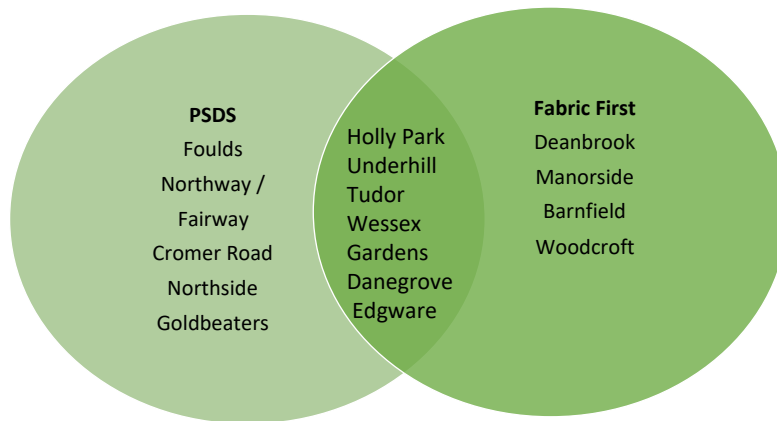 PSDS
Foulds
Northway /
Fairway
Cromer Road
Northside
Goldbeaters
Holly Park
Underhill
Tudor
Wessex
Gardens
Danegrove
Edgware
Fabric First
Deanbrook
Manorside
Barnfield
Woodcroft